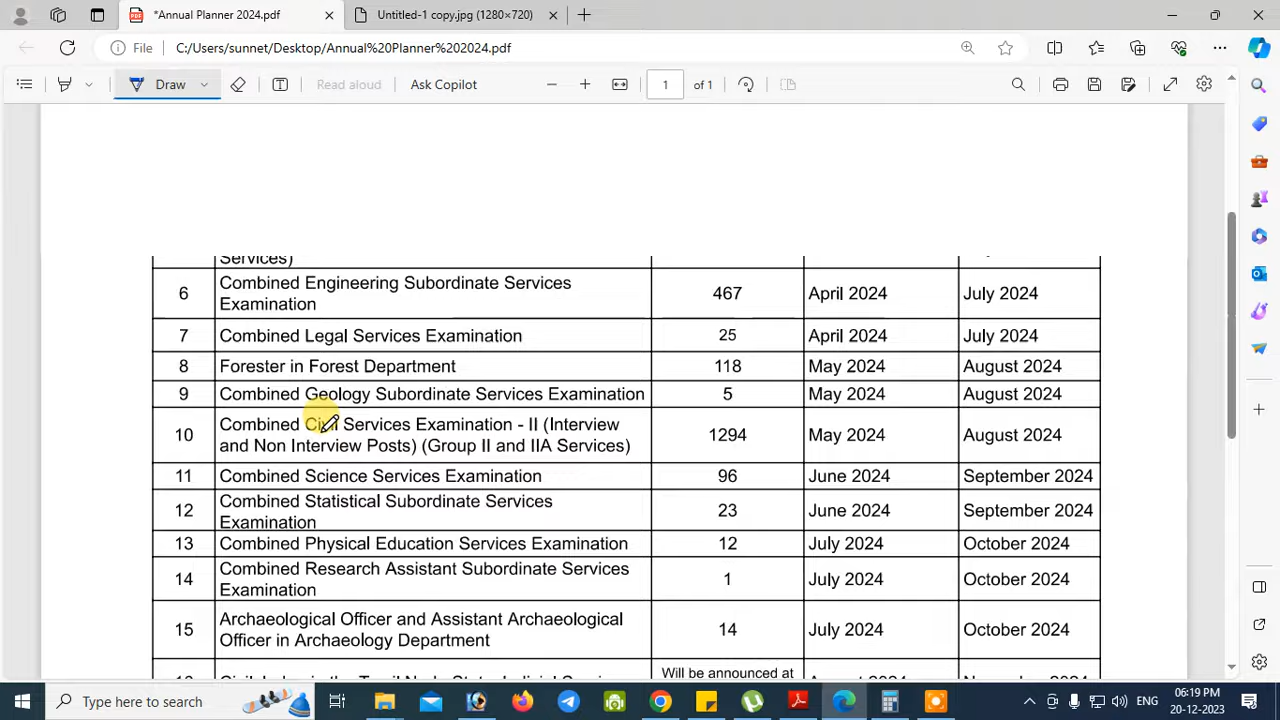 *Annual Planner 2024.pdf
Untitled-1 copy.jpg (1280×720)
File
C:/Users/sunnet/Desktop/Annual%20Planner%202024.pdf
Draw
Read aloud
Ask Copilot
1
of 1
Services)
6 Combined Engineering Subordinate Services
Examination 467 April 2024 July 2024
7 Combined Legal Services Examination 25 April 2024 July 2024
8 Forester in Forest Department 118 May 2024 August 2024
9 Combined Geology Subordinate Services Examination 5 May 2024 August 2024
10 Combined Civil Services Examination - II (Interview
and Non Interview Posts) (Group II and IIA Services) 1294 May 2024 August 2024
11 Combined Science Services Examination 96 June 2024 September 2024
12 Combined Statistical Subordinate Services
Examination 23 June 2024 September 2024
13 Combined Physical Education Services Examination 12 July 2024 October 2024
14 Combined Research Assistant Subordinate Services
Examination 1 July 2024 October 2024
15 Archaeological Officer and Assistant Archaeological
Officer in Archaeology Department 14 July 2024 October 2024
Will be announced at
Type here to search
ENG
06:19 PM
20-12-2023